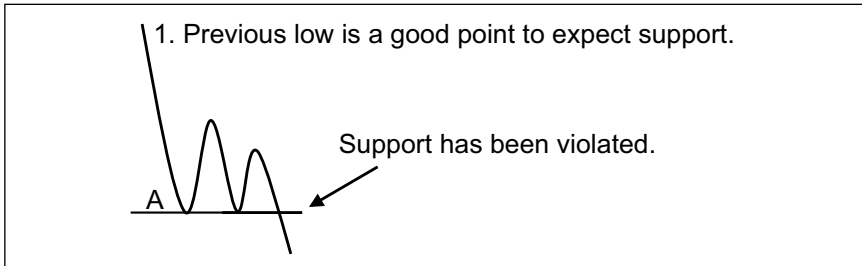 1. Previous low is a good point to expect support.
Support has been violated.
A